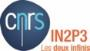 cnrs
IN2P3
Les deux infinis